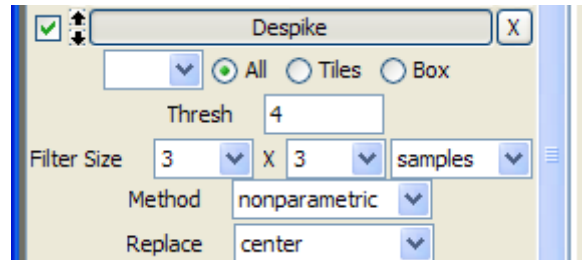 Despike X
All Tiles Box
Thresh 4
Filter Size 3 X 3 samples
Method nonparametric
Replace center